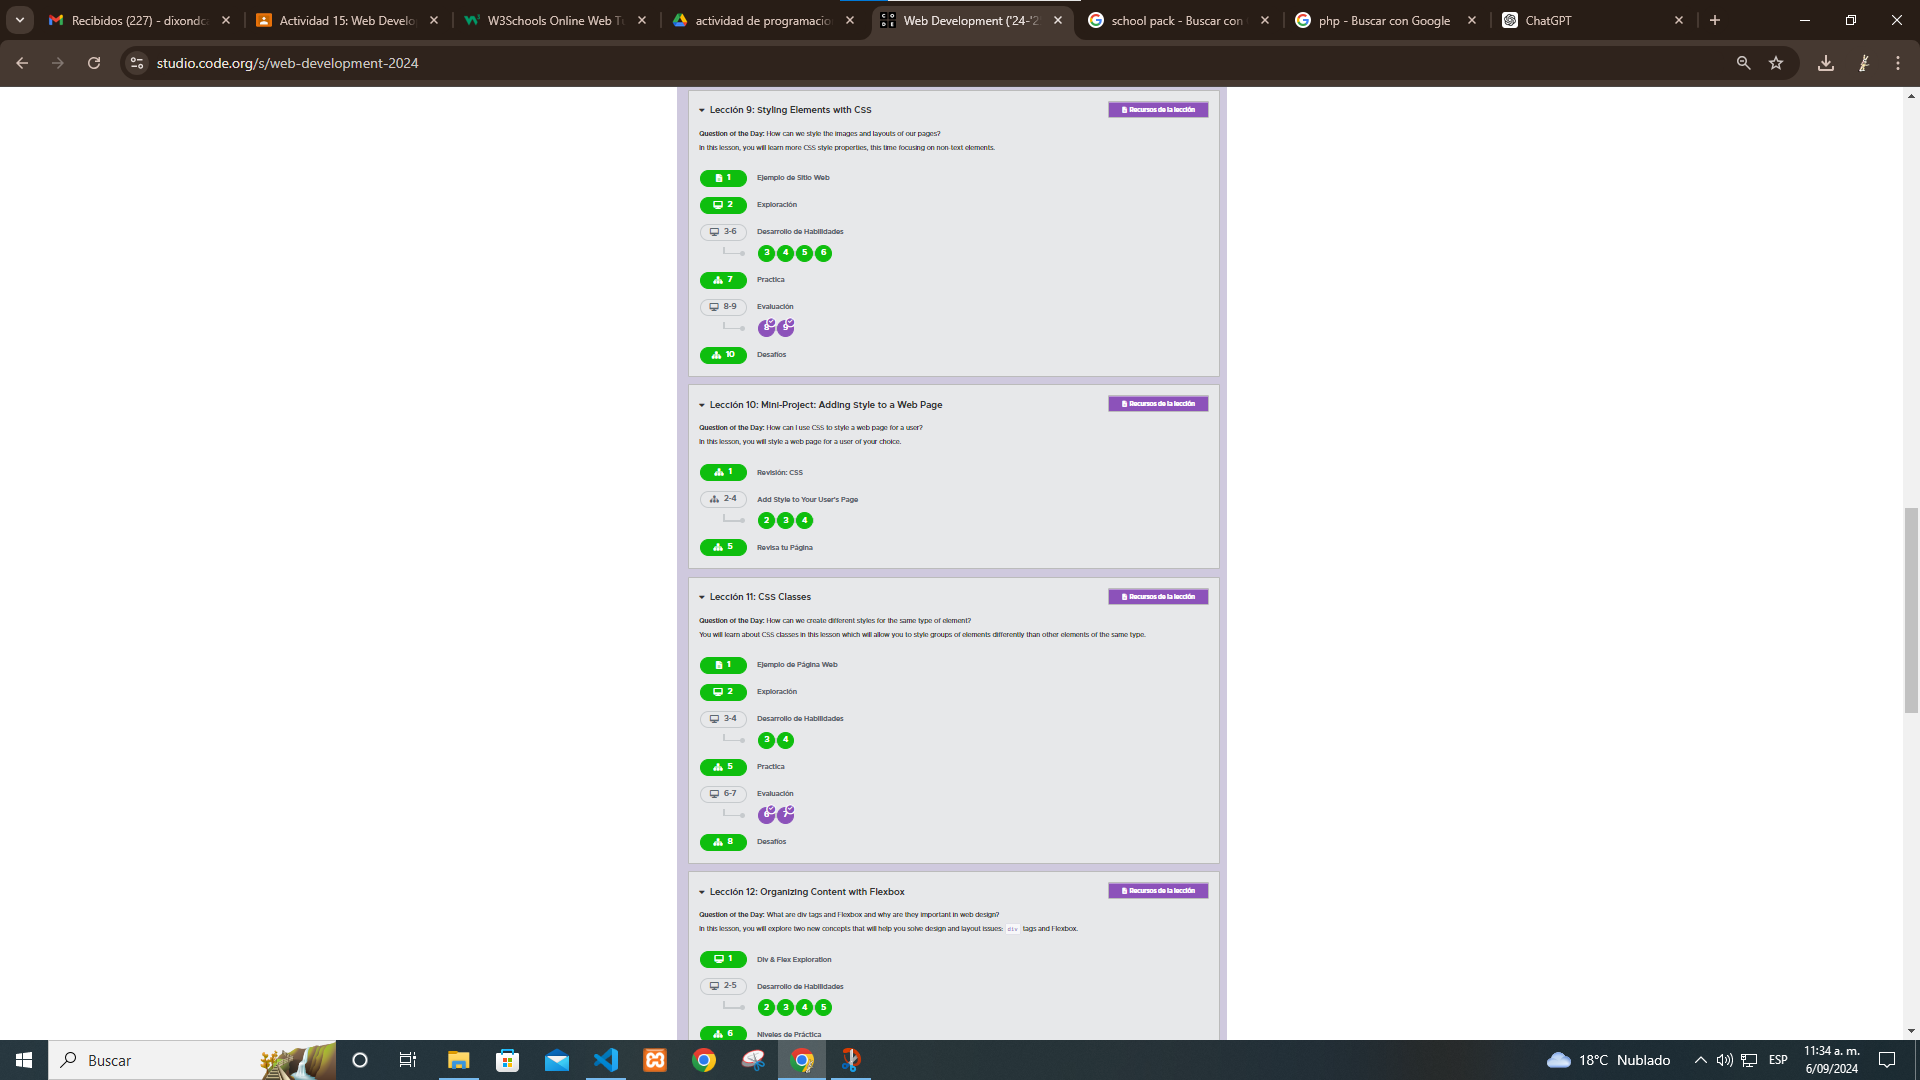 Recibidos (227) - dixondc
Actividad 15: Web Develo
W3Schools Online Web T
actividad de programacio
Web Development ('24-'2
school pack - Buscar con
php - Buscar con Google
ChatGPT
studio.code.org/s/web-development-2024
Lección 9: Styling Elements with CSS
Recursos de la lección
Question of the Day: How can we style the images and layouts of our pages?
In this lesson, you will learn more CSS style properties, this time focusing on non-text elements.
1 Ejemplo de Sitio Web
2 Exploración
3-6 Desarrollo de Habilidades
3 4 5 6
7 Practica
8-9 Evaluación
8 9
10 Desafíos
Lección 10: Mini-Project: Adding Style to a Web Page
Recursos de la lección
Question of the Day: How can I use CSS to style a web page for a user?
In this lesson, you will style a web page for a user of your choice.
1 Revisión: CSS
2-4 Add Style to Your User's Page
2 3 4
5 Revisa tu Página
Lección 11: CSS Classes
Recursos de la lección
Question of the Day: How can we create different styles for the same type of element?
You will learn about CSS classes in this lesson which will allow you to style groups of elements differently than other elements of the same type.
1 Ejemplo de Página Web
2 Exploración
3-4 Desarrollo de Habilidades
3 4
5 Practica
6-7 Evaluación
6 7
8 Desafíos
Lección 12: Organizing Content with Flexbox
Recursos de la lección
Question of the Day: What are div tags and Flexbox and why are they important in web design?
In this lesson, you will explore two new concepts that will help you solve design and layout issues: div tags and Flexbox.
1 Div & Flex Exploration
2-5 Desarrollo de Habilidades
2 3 4 5
6 Niveles de Práctica
Buscar
18°C Nublado
ESP
11:34 a. m.
6/09/2024